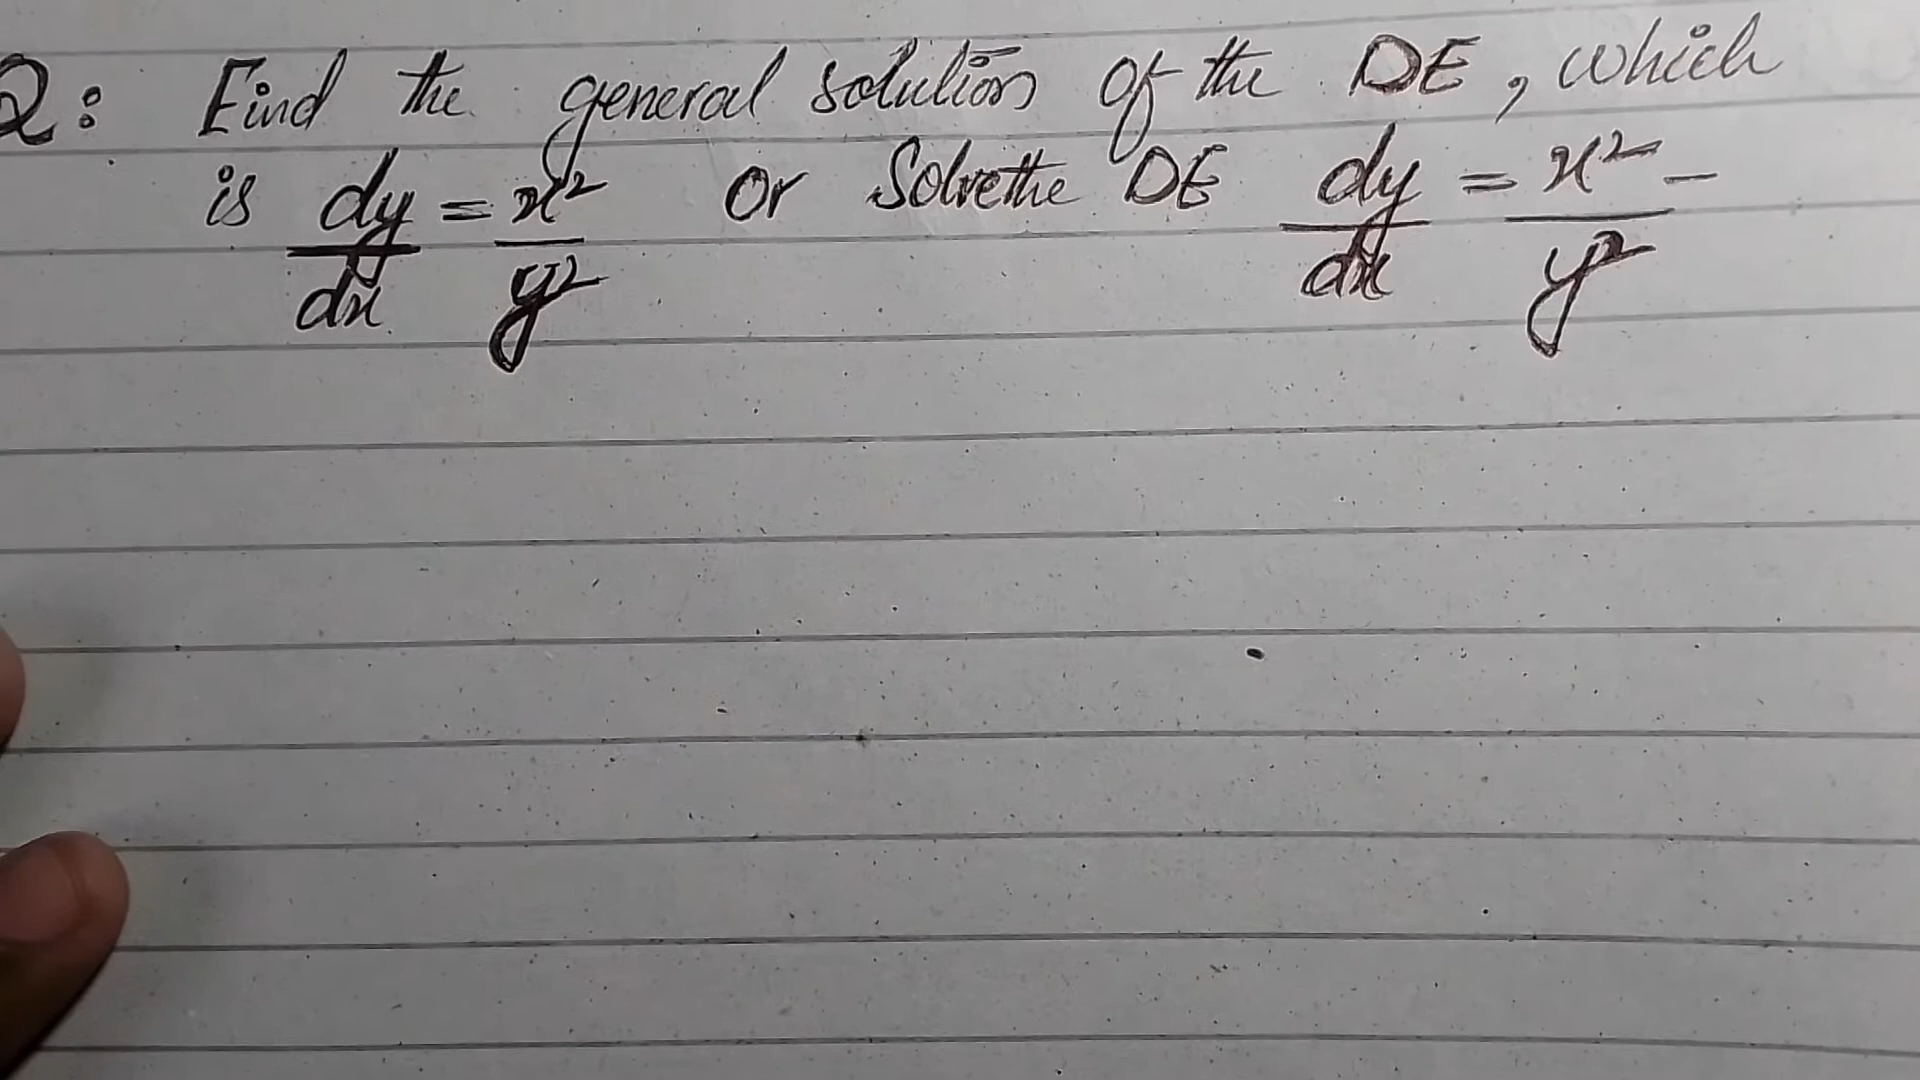 Q: Find the general solution of the DE, which
is dy/dx = x²/y² or Solve the DE dy/dx = x²/y² -